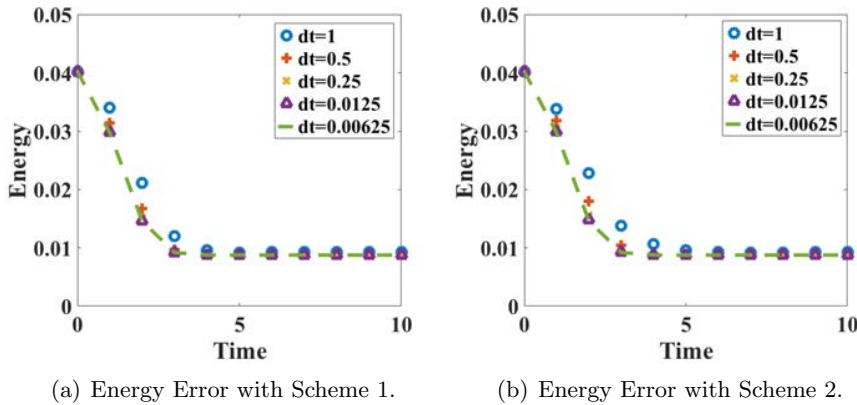 0.05
0.04
0.03
0.02
0.01
0
Energy
0
5
10
Time
dt=1
dt=0.5
dt=0.25
dt=0.0125
dt=0.00625
(a) Energy Error with Scheme 1.
0.05
0.04
0.03
0.02
0.01
0
Energy
0
5
10
Time
dt=1
dt=0.5
dt=0.25
dt=0.0125
dt=0.00625
(b) Energy Error with Scheme 2.